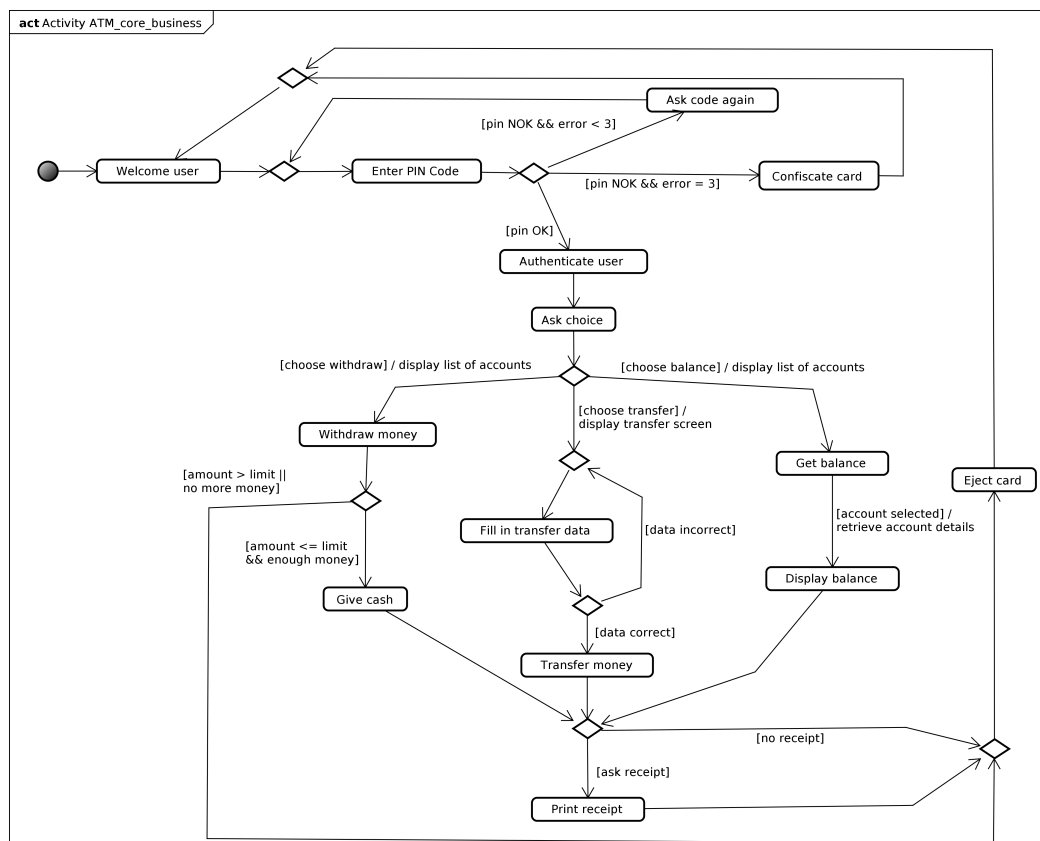 act Activity ATM_core_business
Ask code again
[pin NOK && error < 3]
Welcome user
Enter PIN Code
Confiscate card
[pin NOK && error = 3]
[pin OK]
Authenticate user
Ask choice
[choose withdraw] / display list of accounts
[choose balance] / display list of accounts
[choose transfer] /
display transfer screen
Withdraw money
Get balance
[amount > limit ||
no more money]
Eject card
[account selected] /
retrieve account details
Fill in transfer data
[data incorrect]
[amount <= limit
&& enough money]
Display balance
Give cash
[data correct]
Transfer money
[no receipt]
[ask receipt]
Print receipt